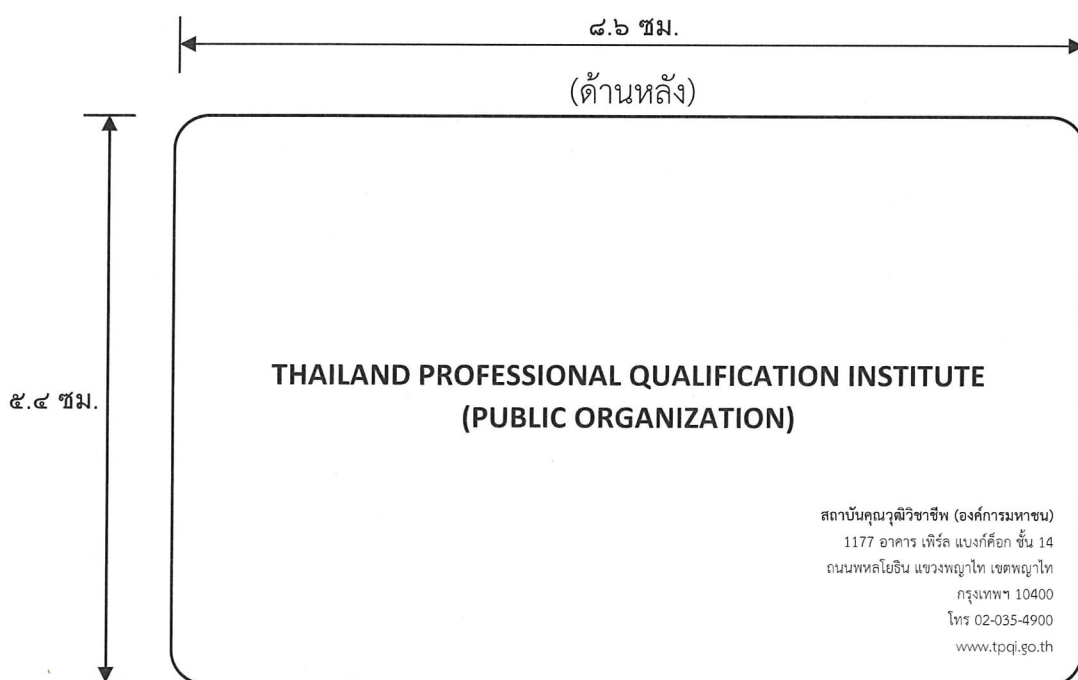 ๘.๖ ซม.
(ด้านหลัง)
๕.๔ ซม.
THAILAND PROFESSIONAL QUALIFICATION INSTITUTE
(PUBLIC ORGANIZATION)
สถาบันคุณวุฒิวิชาชีพ (องค์การมหาชน)
1177 อาคาร เพิร์ล แบงก์ค็อก ชั้น 14
ถนนพหลโยธิน แขวงพญาไท เขตพญาไท
กรุงเทพฯ 10400
โทร 02-035-4900
www.tpqi.go.th